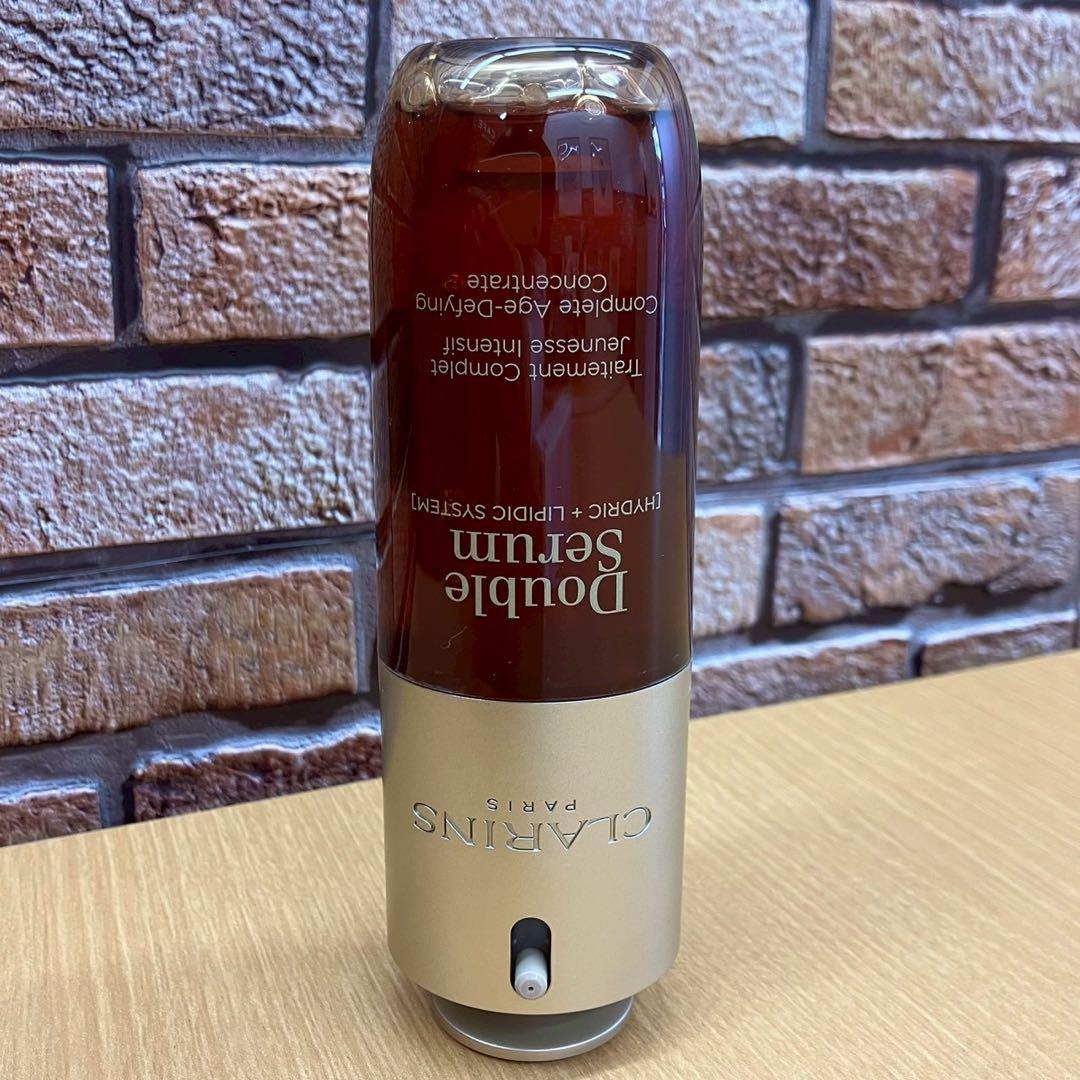 CLARINS
PARIS
Double
Serum
[HYDRIC + LIPIDIC SYSTEM]
Traitement Complet
Jeunesse Intensif
Complete Age-Defying
Concentrate